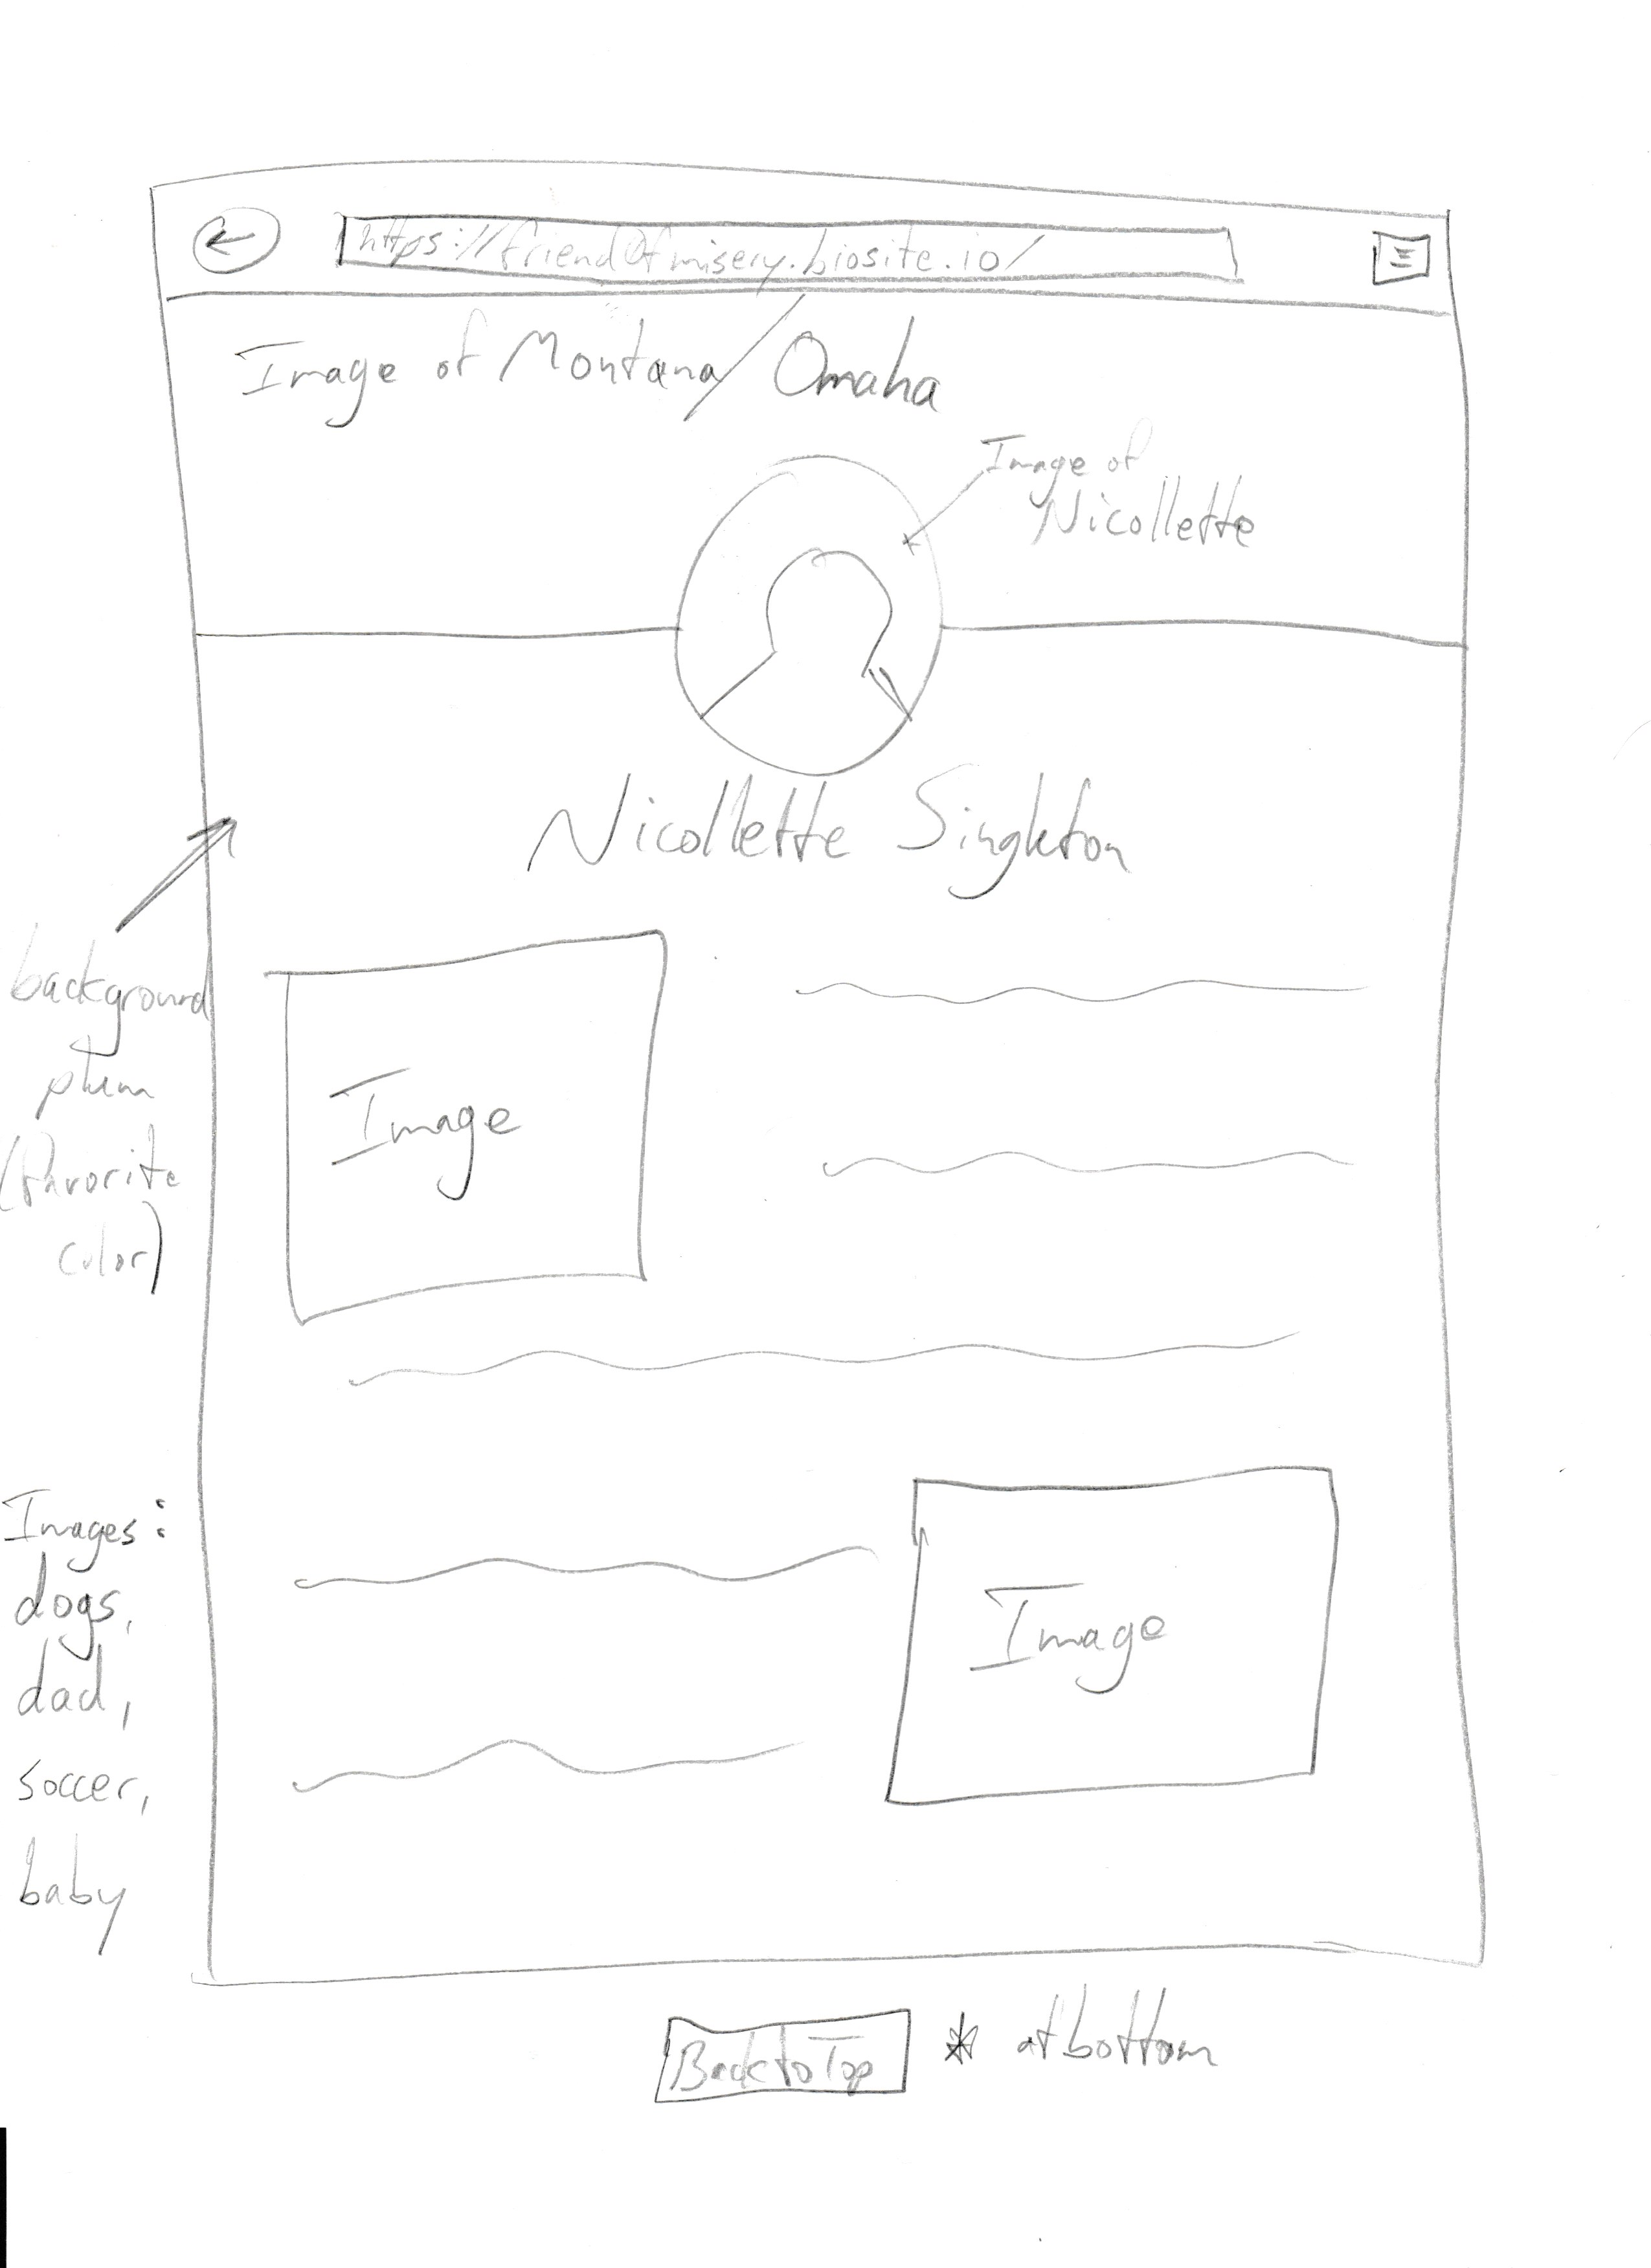 https://friend0fmisery.biosite.io/
Image of Montana/Omaha
Image of
Nicollette
Nicollette Singleton
background
plum
(favorite
color)
Image
Images:
dogs,
dad,
soccer,
baby
Image
Back to Top * at bottom